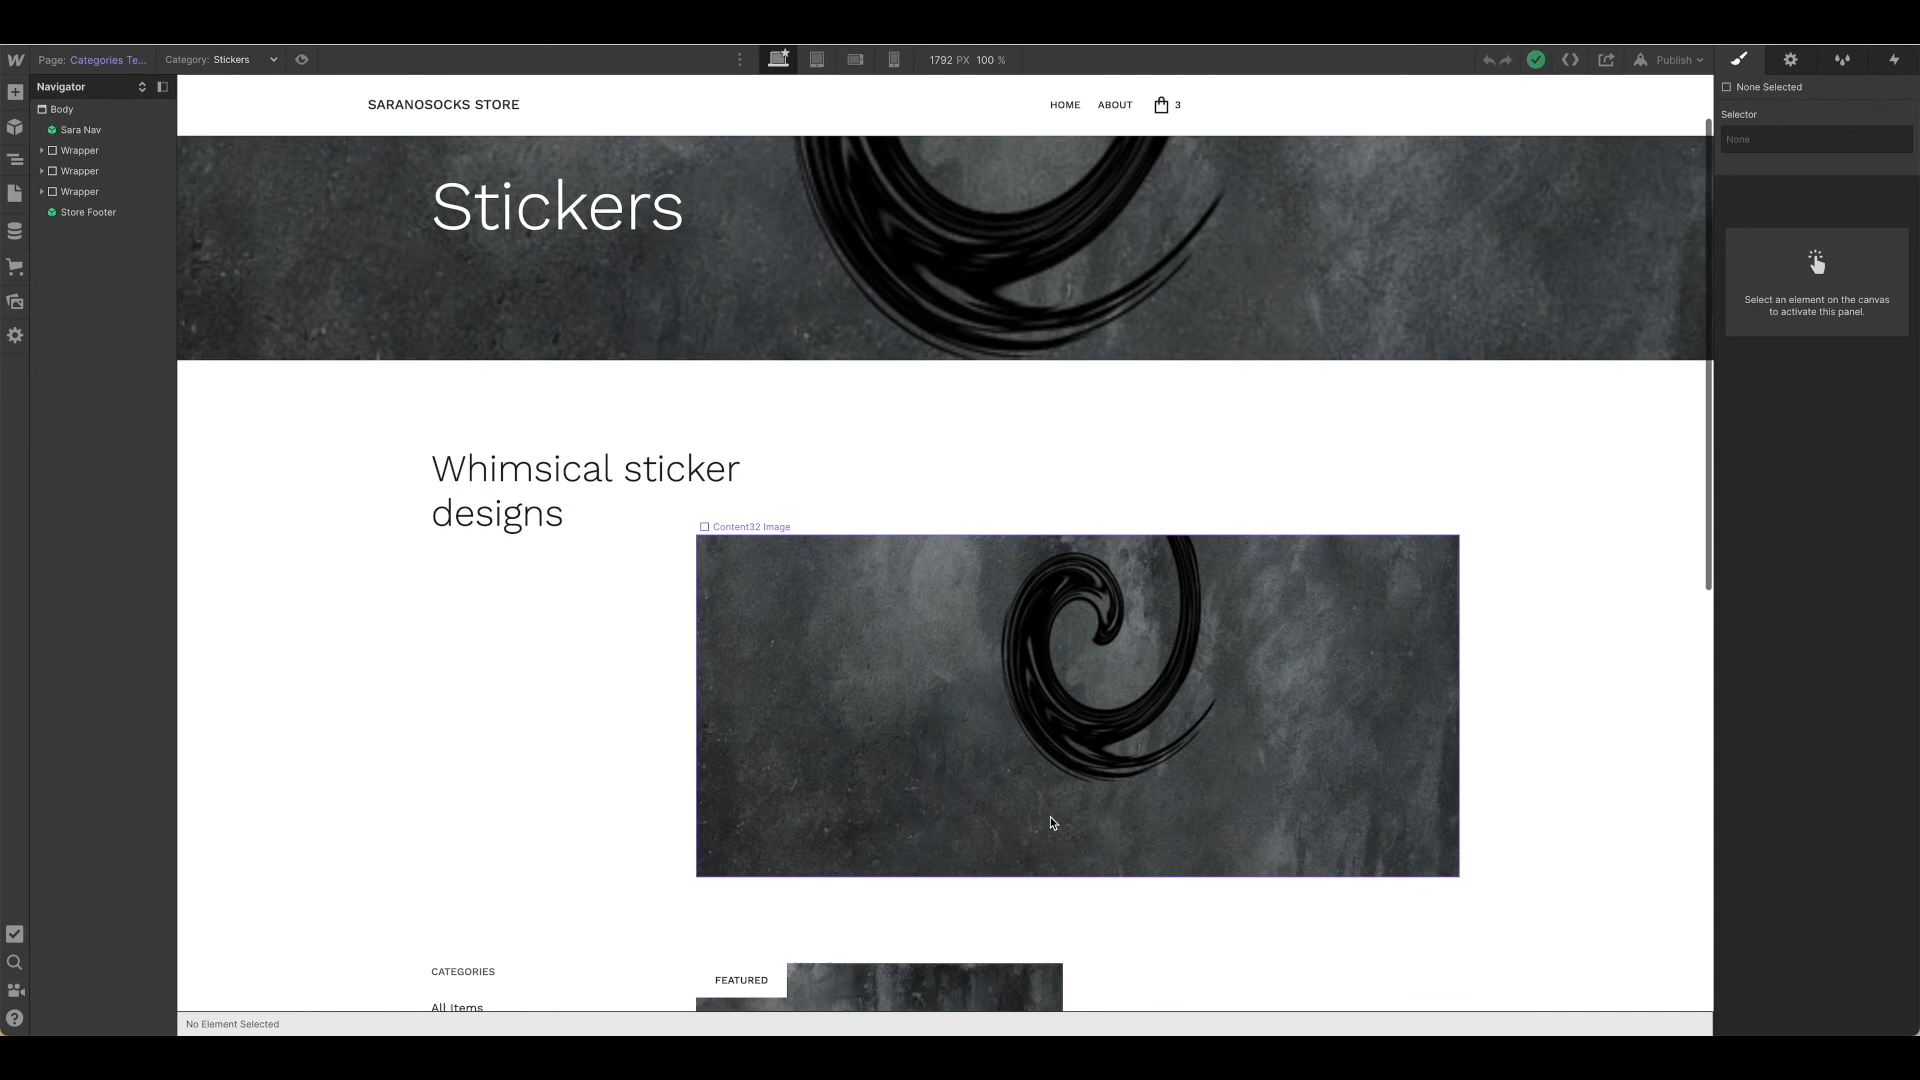 Page: Categories Te...
Category: Stickers
1792 PX 100 %
Publish
Navigator
Body
Sara Nav
Wrapper
Wrapper
Wrapper
Store Footer
SARANOSOCKS STORE
HOME ABOUT 3
Stickers
Whimsical sticker
designs
Content32 Image
CATEGORIES
All Items
FEATURED
No Element Selected
None Selected
Selector
None
Select an element on the canvas
to activate this panel.